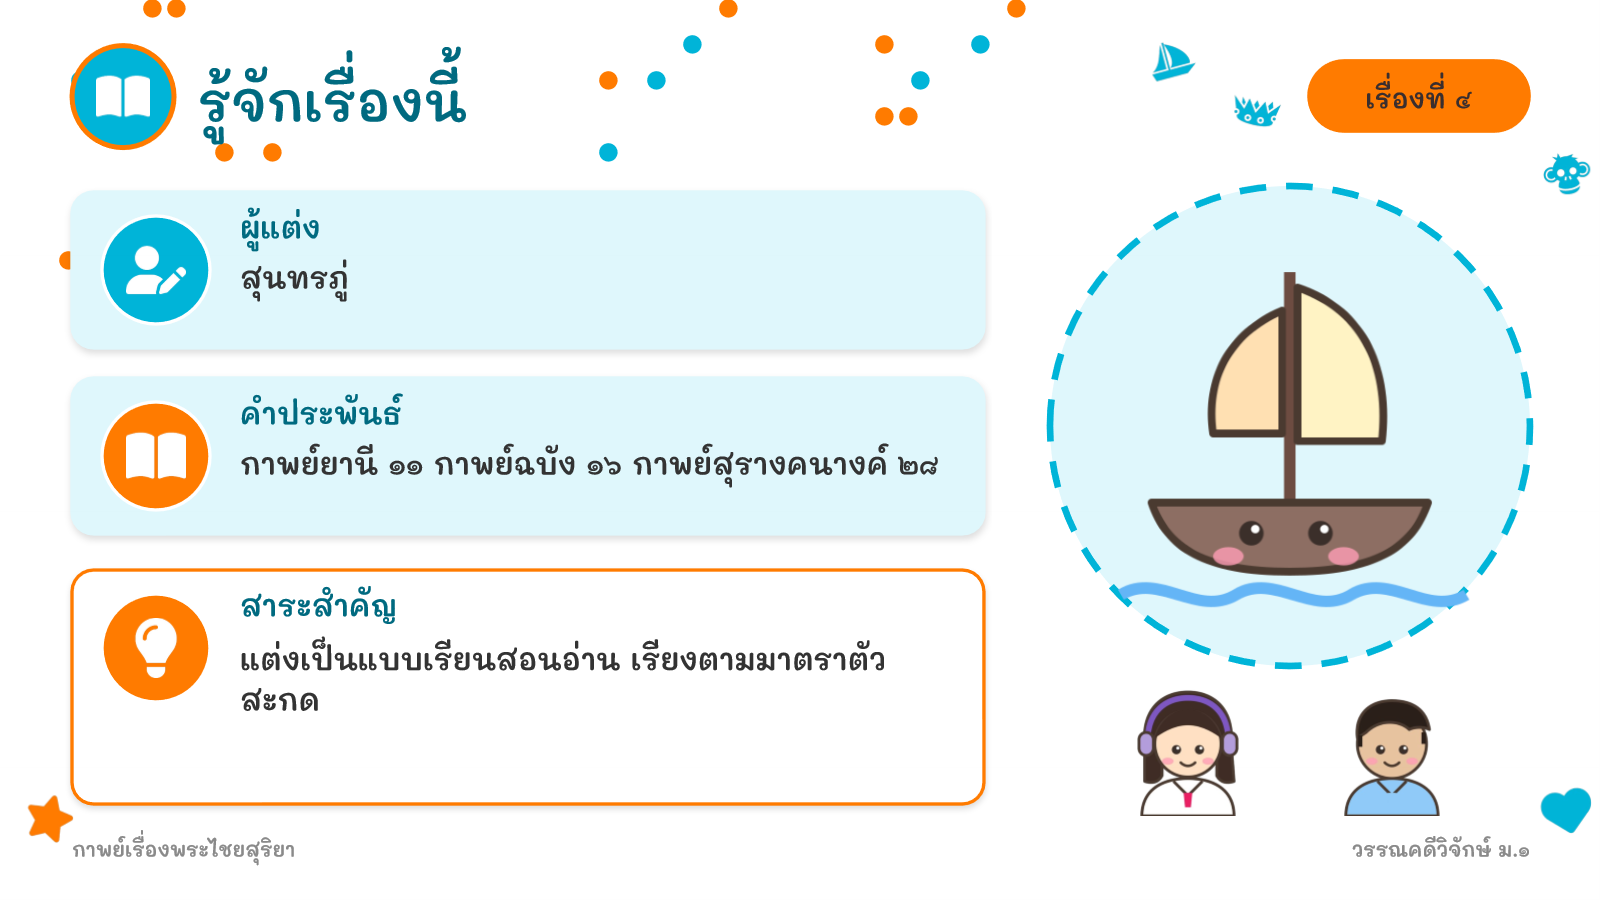 รู้จักเรื่องนี้
เรื่องที่ ๔
ผู้แต่ง
สุนทรภู่
คำประพันธ์
กาพย์ยานี ๑๑ กาพย์ฉบัง ๑๖ กาพย์สุรางคนางค์ ๒๘
สาระสำคัญ
แต่งเป็นแบบเรียนสอนอ่าน เรียงตามมาตราตัว
สะกด
กาพย์เรื่องพระไชยสุริยา
วรรณคดีวิจักษ์ ม.๑